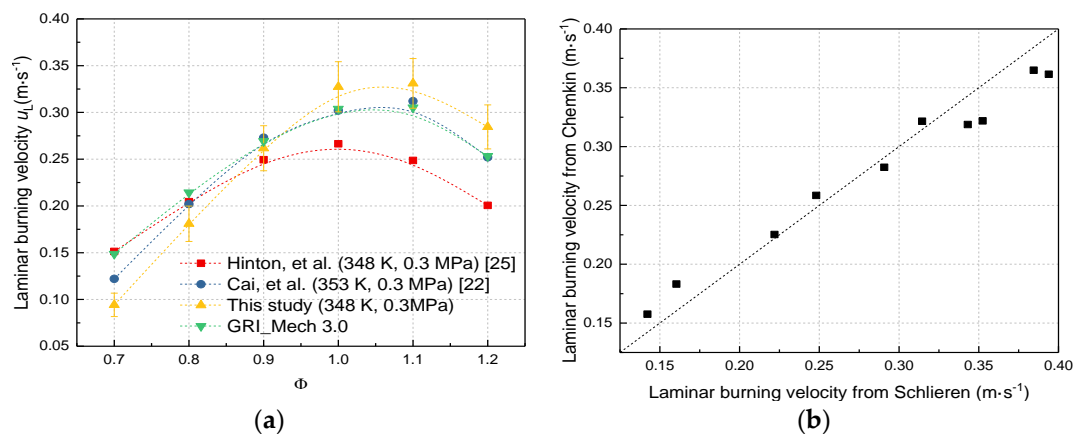 Laminar burning velocity u_L (m·s⁻¹)
0.40
0.35
0.30
0.25
0.20
0.15
0.10
0.05
Hinton, et al. (348 K, 0.3 MPa) [25]
Cai, et al. (353 K, 0.3 MPa) [22]
This study (348 K, 0.3MPa)
GRI_Mech 3.0
0.7 0.8 0.9 1.0 1.1 1.2
Φ
(a)
Laminar burning velocity from Chemkin (m·s⁻¹)
0.40
0.35
0.30
0.25
0.20
0.15
0.15 0.20 0.25 0.30 0.35 0.40
Laminar burning velocity from Schlieren (m·s⁻¹)
(b)